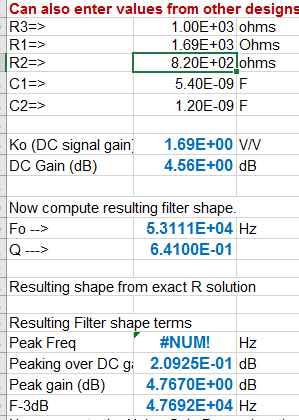 Can also enter values from other designs
R3=> 1.00E+03 ohms
R1=> 1.69E+03 Ohms
R2=> 8.20E+02 ohms
C1=> 5.40E-09 F
C2=> 1.20E-09 F
Ko (DC signal gain) 1.69E+00 V/V
DC Gain (dB) 4.56E+00 dB
Now compute resulting filter shape.
Fo --> 5.3111E+04 Hz
Q ---> 6.4100E-01
Resulting shape from exact R solution
Resulting Filter shape terms
Peak Freq #NUM! Hz
Peaking over DC ga 2.0925E-01 dB
Peak gain (dB) 4.7670E+00 dB
F-3dB 4.7692E+04 Hz